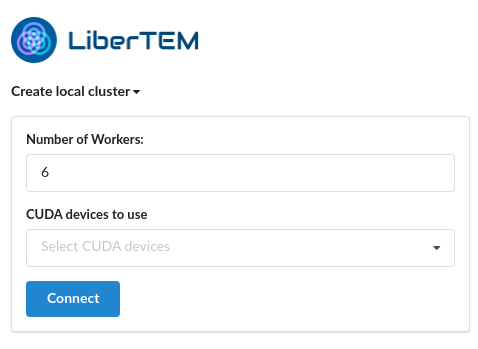 LiberTEM
Create local cluster
Number of Workers:
6
CUDA devices to use
Select CUDA devices
Connect